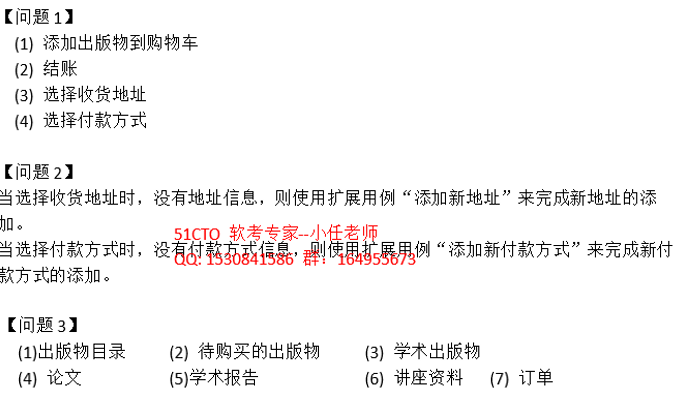 【问题 1】
(1) 添加出版物到购物车
(2) 结账
(3) 选择收货地址
(4) 选择付款方式
【问题 2】
当选择收货地址时，没有地址信息，则使用扩展用例“添加新地址”来完成新地址的添
加。
51CTO 软考专家--小任老师
当选择付款方式时，没有付款方式信息，则使用扩展用例“添加新付款方式”来完成新付
QQ: 1530841586 群：164955673
款方式的添加。
【问题 3】
(1)出版物目录 (2) 待购买的出版物 (3) 学术出版物
(4) 论文 (5)学术报告 (6) 讲座资料 (7) 订单